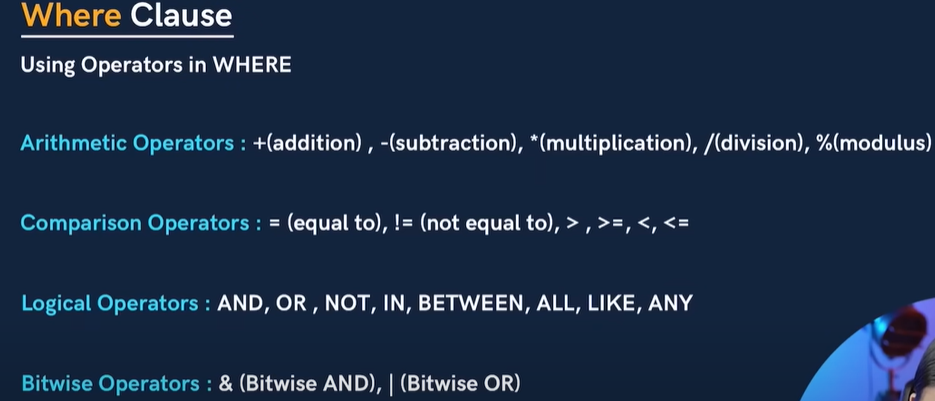 Where Clause
Using Operators in WHERE
Arithmetic Operators : +(addition) , -(subtraction), *(multiplication), /(division), %(modulus)
Comparison Operators : = (equal to), != (not equal to), > , >=, <, <=
Logical Operators : AND, OR , NOT, IN, BETWEEN, ALL, LIKE, ANY
Bitwise Operators : & (Bitwise AND), | (Bitwise OR)